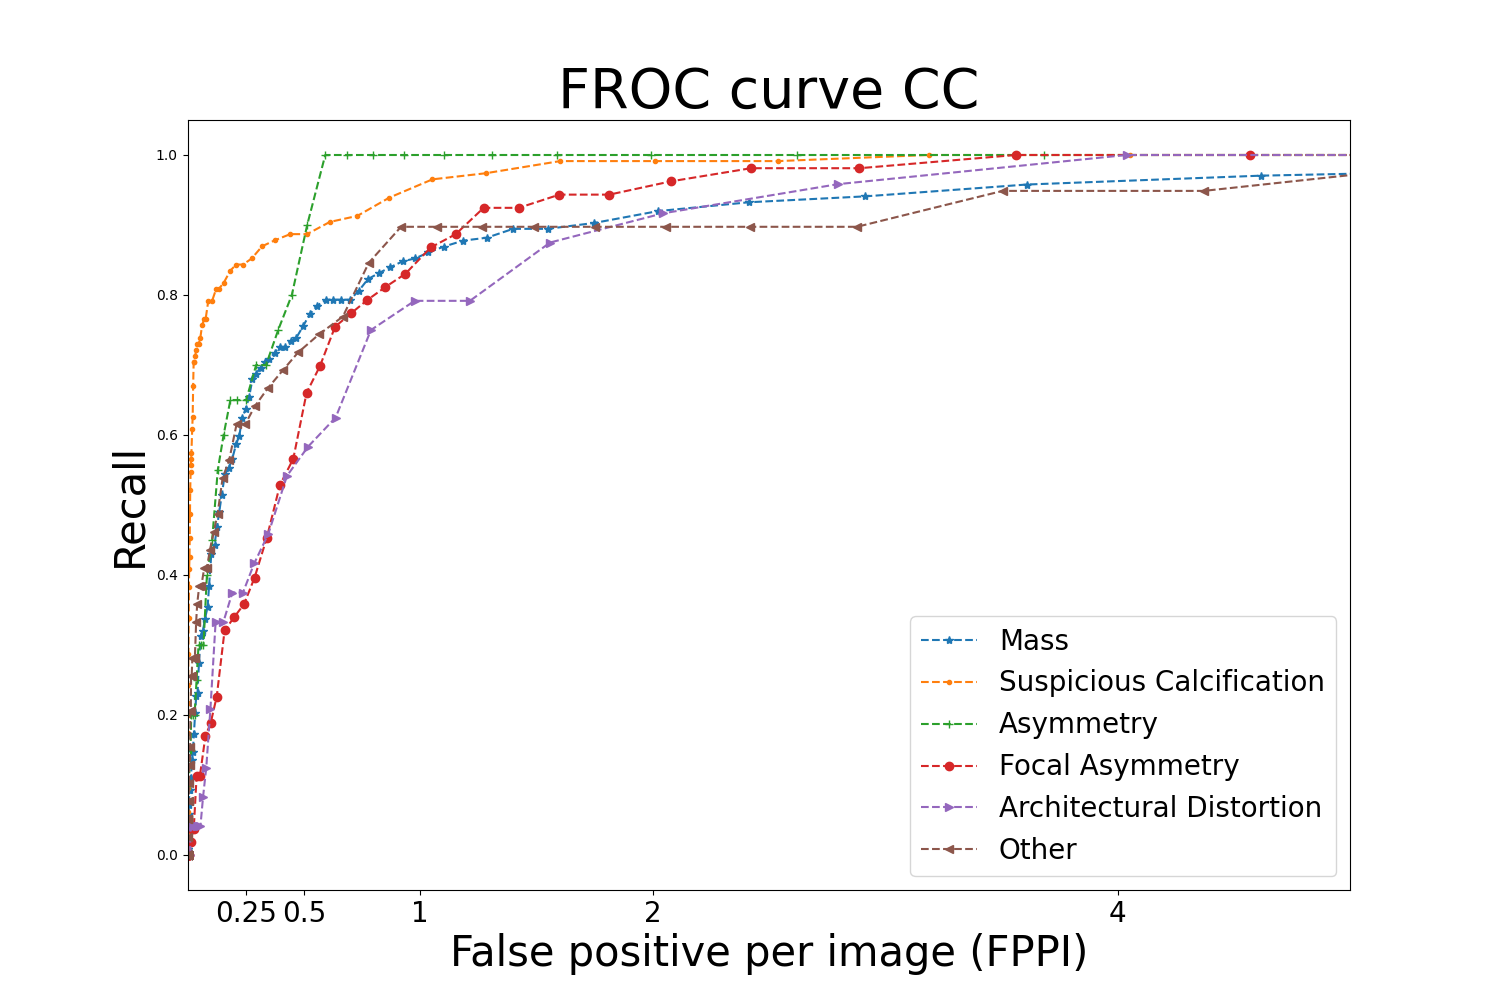 FROC curve CC
Recall
1.0
0.8
0.6
0.4
0.2
0.0
Mass
Suspicious Calcification
Asymmetry
Focal Asymmetry
Architectural Distortion
Other
0.25 0.5 1 2 4
False positive per image (FPPI)